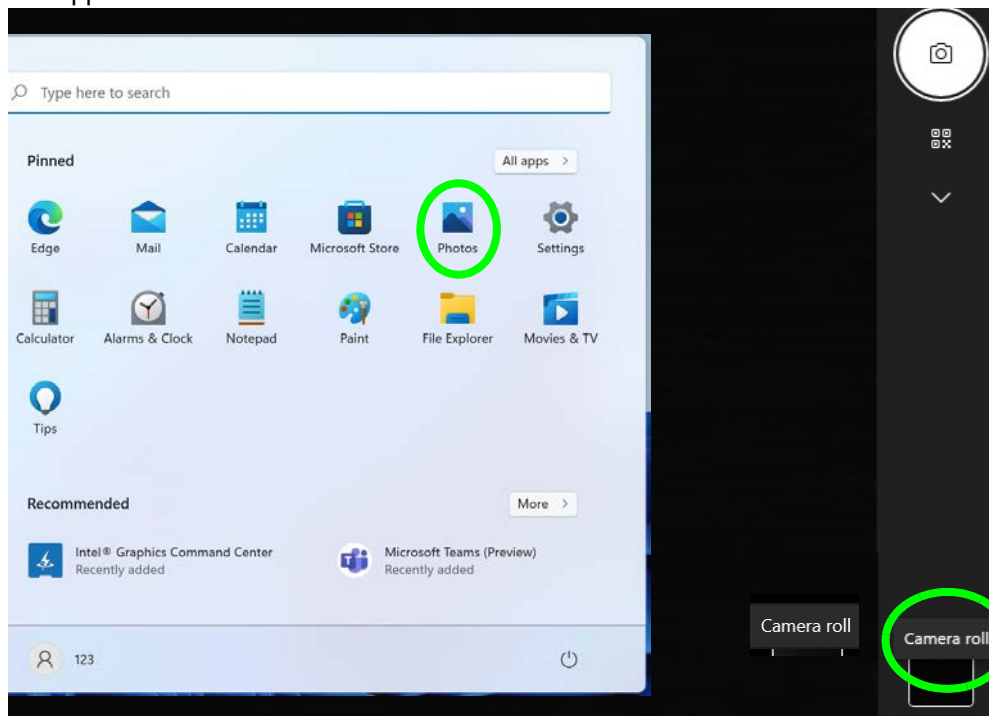 Type here to search
Pinned
All apps >
Edge
Mail
Calendar
Microsoft Store
Photos
Settings
Calculator
Alarms & Clock
Notepad
Paint
File Explorer
Movies & TV
Tips
Recommended
More >
Intel® Graphics Command Center
Recently added
Microsoft Teams (Preview)
Recently added
123
Camera roll
Camera roll